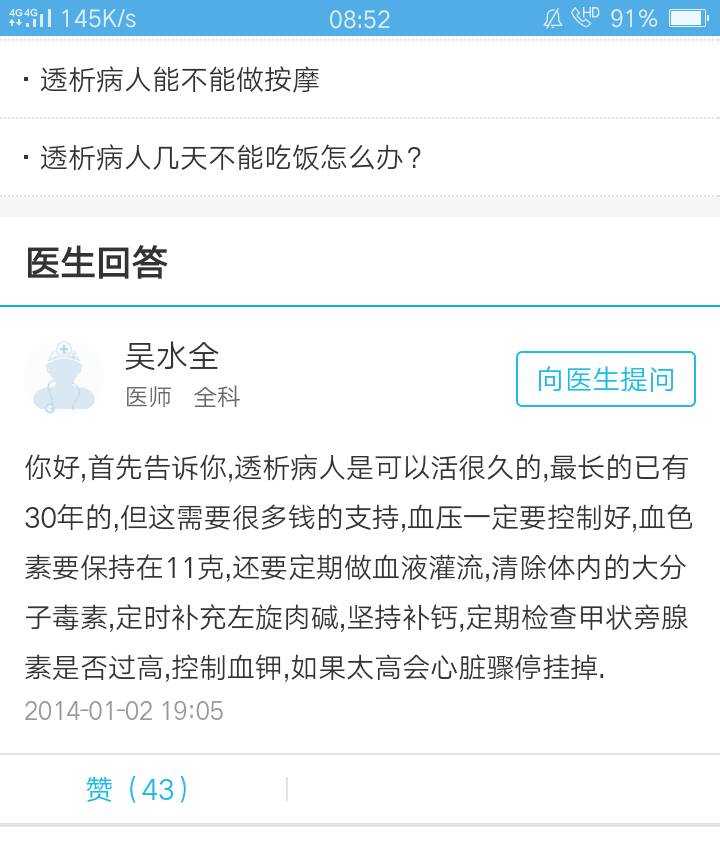 4G 4G 145K/s 08:52 HD 91%
· 透析病人能不能做按摩
· 透析病人几天不能吃饭怎么办？
医生回答
吴水全
医师 全科
向医生提问
你好,首先告诉你,透析病人是可以活很久的,最长的已有
30年的,但这需要很多钱的支持,血压一定要控制好,血色
素要保持在11克,还要定期做血液灌流,清除体内的大分
子毒素,定时补充左旋肉碱,坚持补钙,定期检查甲状旁腺
素是否过高,控制血钾,如果太高会心脏骤停挂掉.
2014-01-02 19:05
赞（43）